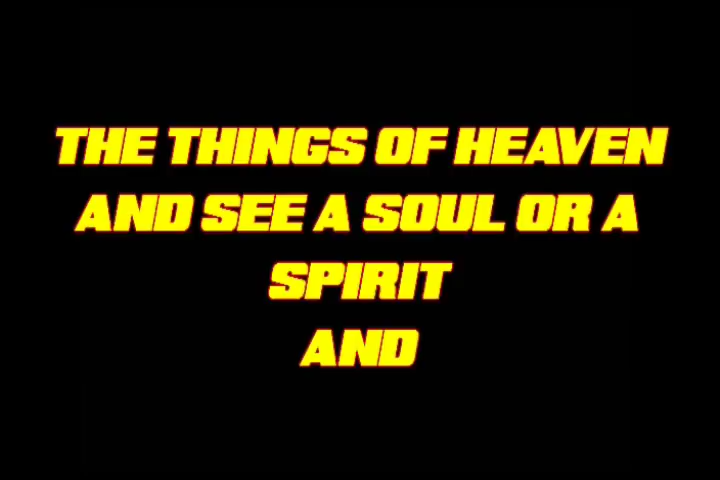 THE THINGS OF HEAVEN
AND SEE A SOUL OR A
SPIRIT
AND